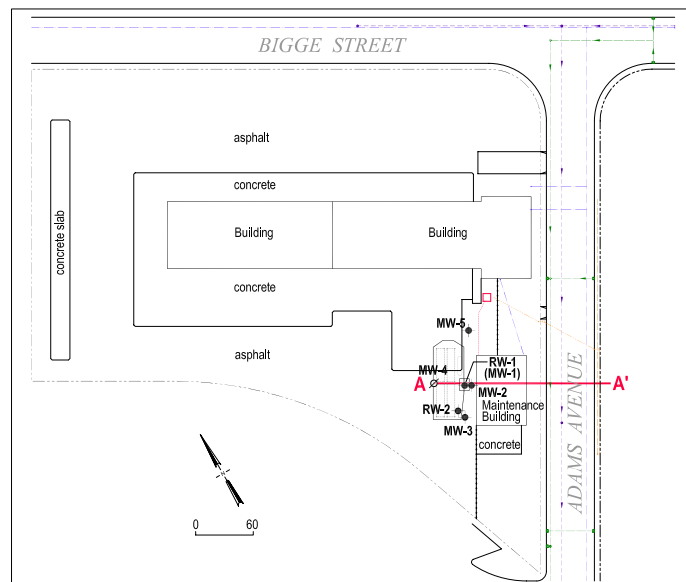 BIGGE STREET
asphalt
concrete
concrete slab
Building
Building
concrete
MW-5
asphalt
RW-1
(MW-1)
MW-4
A
A'
MW-2
RW-2
Maintenance
Building
MW-3
concrete
ADAMS AVENUE
N
0 60